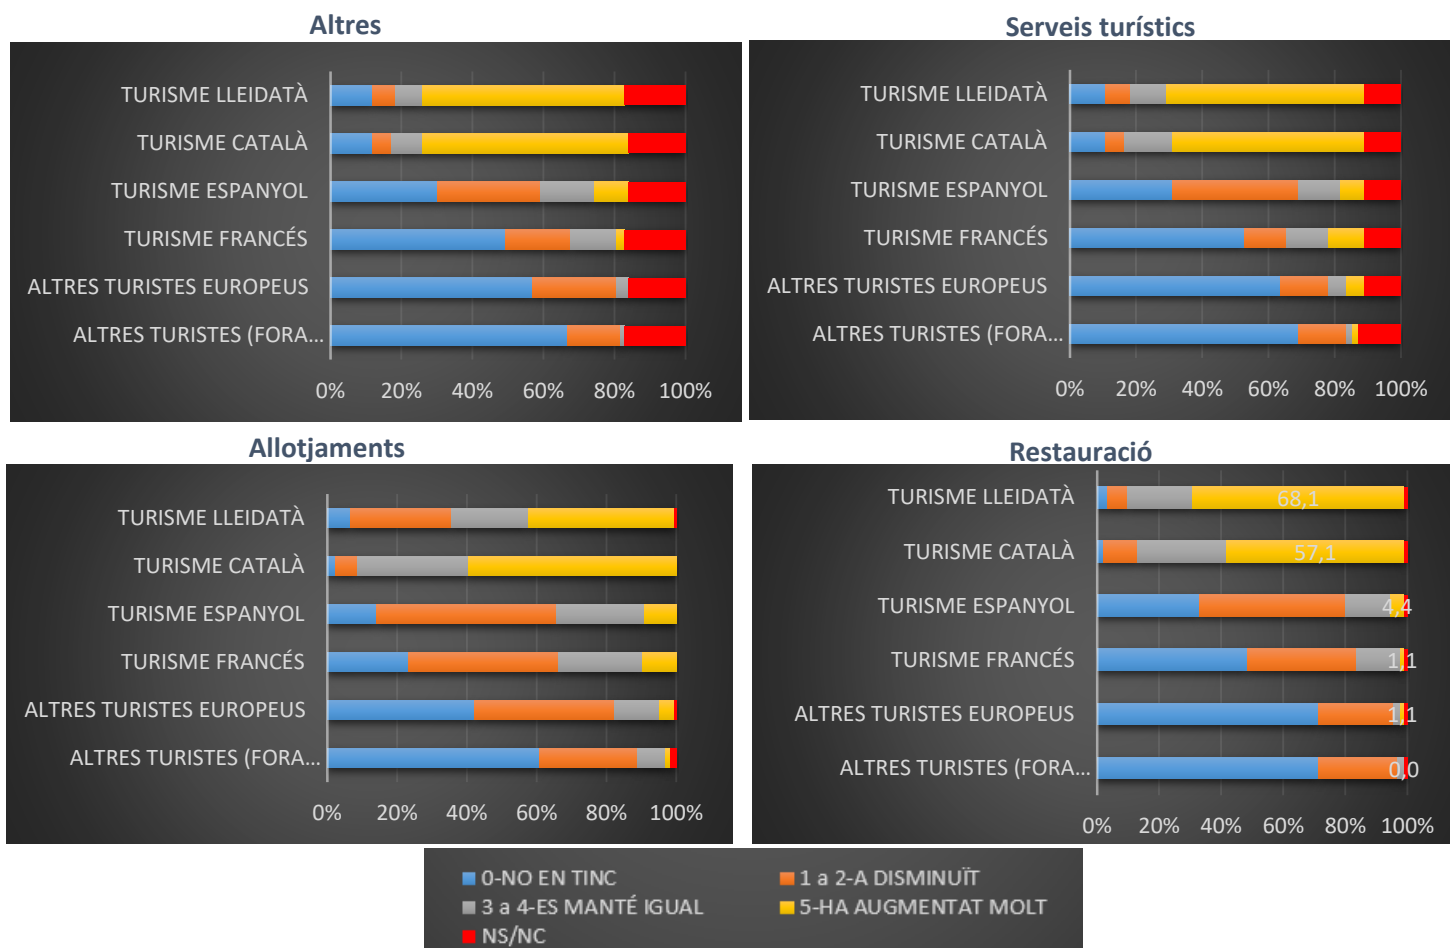 Altres
TURISME LLEIDATÀ
TURISME CATALÀ
TURISME ESPANYOL
TURISME FRANCÉS
ALTRES TURISTES EUROPEUS
ALTRES TURISTES (FORA...
0% 20% 40% 60% 80% 100%
Serveis turístics
TURISME LLEIDATÀ
TURISME CATALÀ
TURISME ESPANYOL
TURISME FRANCÉS
ALTRES TURISTES EUROPEUS
ALTRES TURISTES (FORA...
0% 20% 40% 60% 80% 100%
Allotjaments
TURISME LLEIDATÀ
TURISME CATALÀ
TURISME ESPANYOL
TURISME FRANCÉS
ALTRES TURISTES EUROPEUS
ALTRES TURISTES (FORA...
0% 20% 40% 60% 80% 100%
Restauració
TURISME LLEIDATÀ 68,1
TURISME CATALÀ 57,1
TURISME ESPANYOL 4,4
TURISME FRANCÉS 1,1
ALTRES TURISTES EUROPEUS 1,1
ALTRES TURISTES (FORA... 0,0
0% 20% 40% 60% 80% 100%
0-NO EN TINC 1 a 2-A DISMINUÏT
3 a 4-ES MANTÉ IGUAL 5-HA AUGMENTAT MOLT
NS/NC